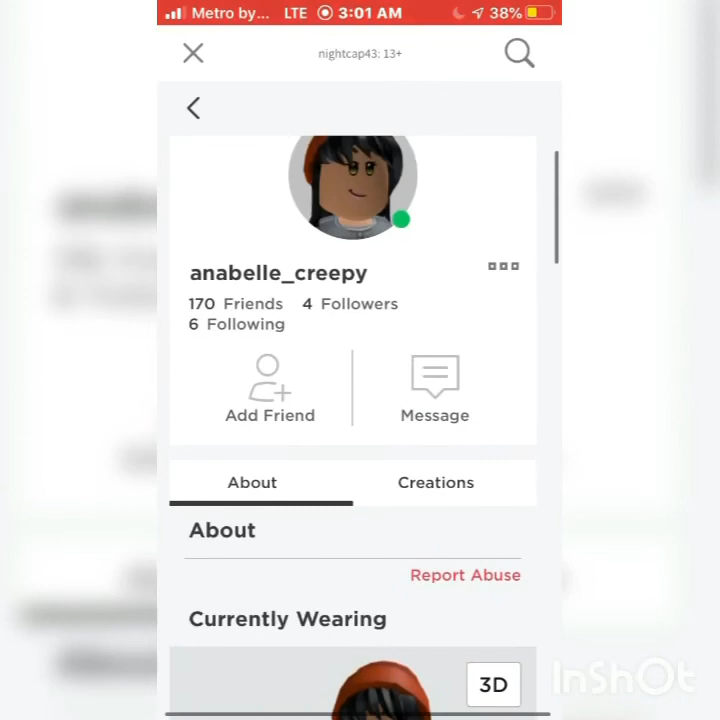 Metro by... LTE 3:01 AM 38%
nightcap43: 13+
anabelle_creepy
170 Friends 4 Followers
6 Following
Add Friend Message
About Creations
About
Report Abuse
Currently Wearing
3D
InShOt